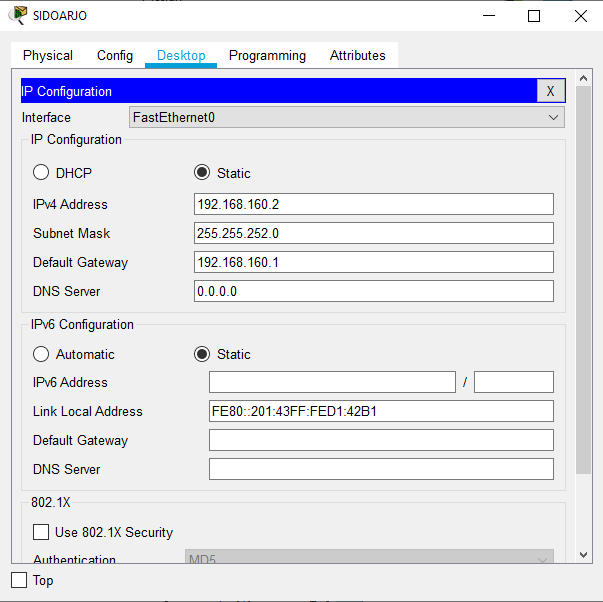 SIDOARJO
Physical Config Desktop Programming Attributes
IP Configuration X
Interface FastEthernet0
IP Configuration
DHCP Static
IPv4 Address 192.168.160.2
Subnet Mask 255.255.252.0
Default Gateway 192.168.160.1
DNS Server 0.0.0.0
IPv6 Configuration
Automatic Static
IPv6 Address /
Link Local Address FE80::201:43FF:FED1:42B1
Default Gateway
DNS Server
802.1X
Use 802.1X Security
Authentication MD5
Top